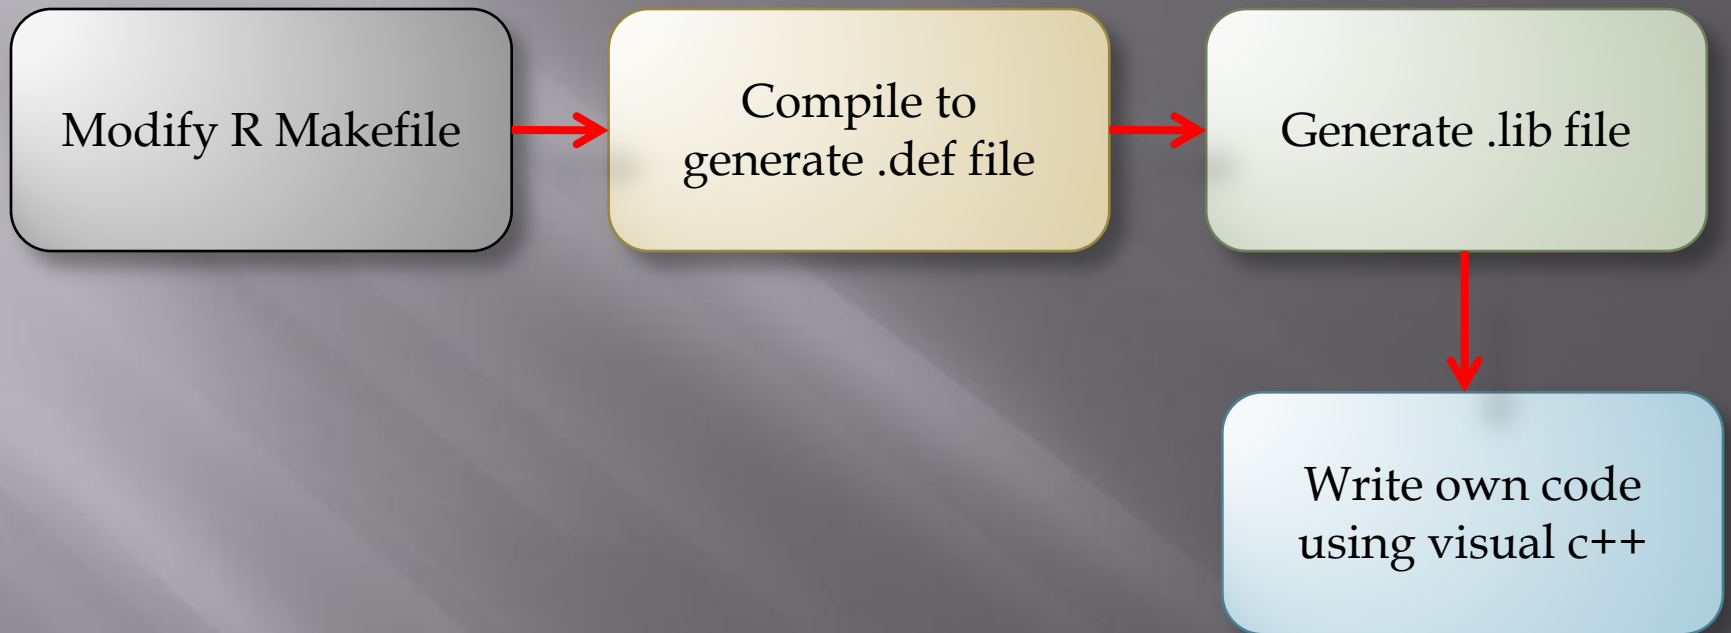 Modify R Makefile
Compile to
generate .def file
Generate .lib file
Write own code
using visual c++